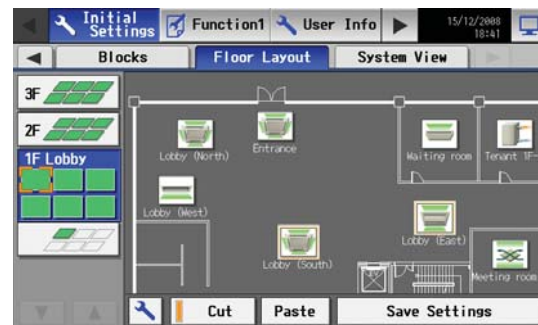 Initial
Settings
Function1
User Info
15/12/2008
18:41
Blocks
Floor Layout
System View
3F
2F
1F Lobby
Lobby (North)
Entrance
Waiting room
Tenant 1F-
Lobby (West)
Lobby (South)
Lobby (East)
Meeting room
Cut
Paste
Save Settings